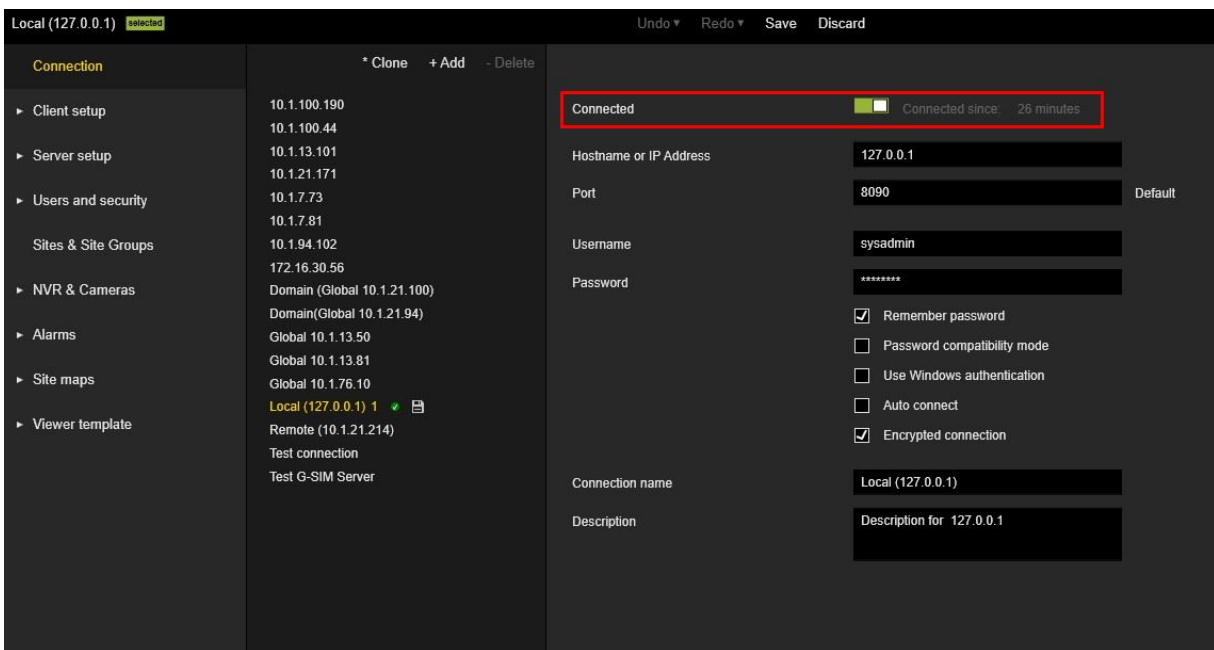 Local (127.0.0.1) selected
Undo Redo Save Discard
Connection
Client setup
Server setup
Users and security
Sites & Site Groups
NVR & Cameras
Alarms
Site maps
Viewer template
* Clone + Add - Delete
10.1.100.190
10.1.100.44
10.1.13.101
10.1.21.171
10.1.7.73
10.1.7.81
10.1.94.102
172.16.30.56
Domain (Global 10.1.21.100)
Domain(Global 10.1.21.94)
Global 10.1.13.50
Global 10.1.13.81
Global 10.1.76.10
Local (127.0.0.1) 1
Remote (10.1.21.214)
Test connection
Test G-SIM Server
Connected Connected since: 26 minutes
Hostname or IP Address 127.0.0.1
Port 8090 Default
Username sysadmin
Password ********
Remember password
Password compatibility mode
Use Windows authentication
Auto connect
Encrypted connection
Connection name Local (127.0.0.1)
Description Description for 127.0.0.1